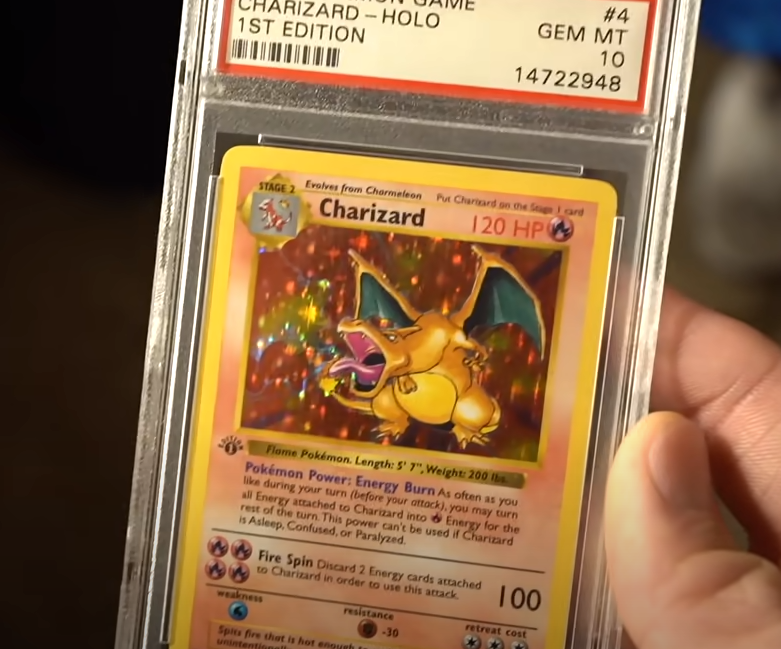 GAME
CHARIZARD – HOLO
1ST EDITION
#4
GEM MT
10
14722948
STAGE 2
Evolves from Charmeleon
Put Charizard on the Stage 1 card
Charizard
120 HP
EDITION
1
Flame Pokémon. Length: 5' 7", Weight: 200 lbs.
Pokémon Power: Energy Burn As often as you
like during your turn (before your attack), you may turn
all Energy attached to Charizard into Energy for the
rest of the turn. This power can't be used if Charizard
is Asleep, Confused, or Paralyzed.
Fire Spin Discard 2 Energy cards attached
to Charizard in order to use this attack.
100
weakness
resistance
-30
retreat cost
Spits fire that is hot enough